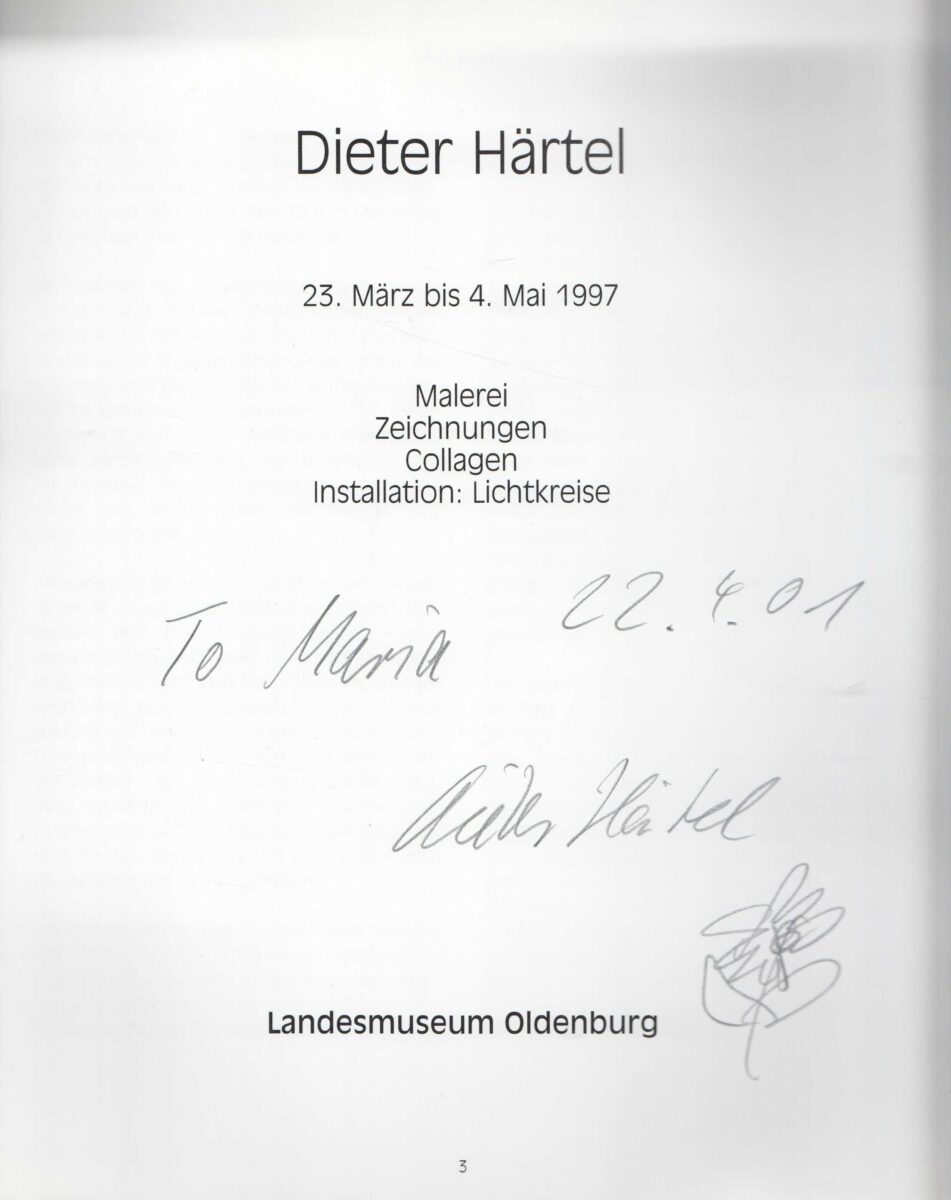 Dieter Härtel
23. März bis 4. Mai 1997
Malerei
Zeichnungen
Collagen
Installation: Lichtkreise
22.4.01
To Maria
Dieter Härtel
Landesmuseum Oldenburg
3